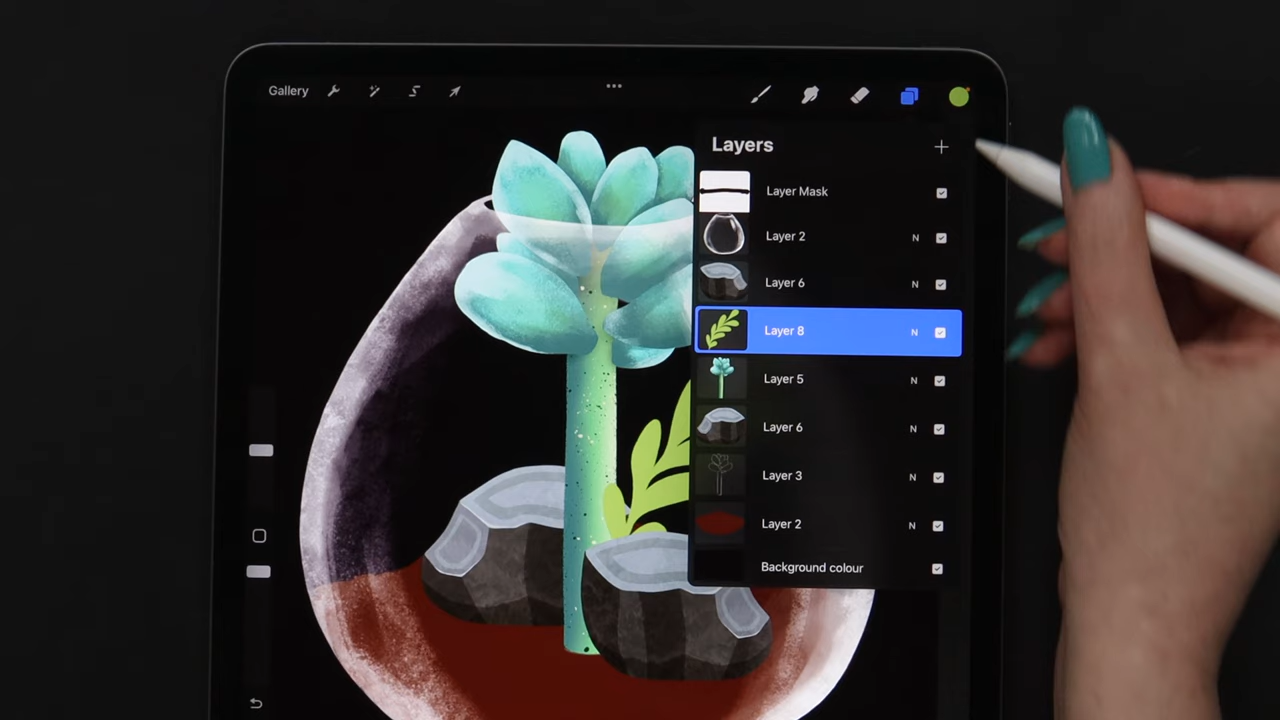 Gallery
Layers
Layer Mask
Layer 2 N
Layer 6 N
Layer 8 N
Layer 5 N
Layer 6 N
Layer 3 N
Layer 2 N
Background colour